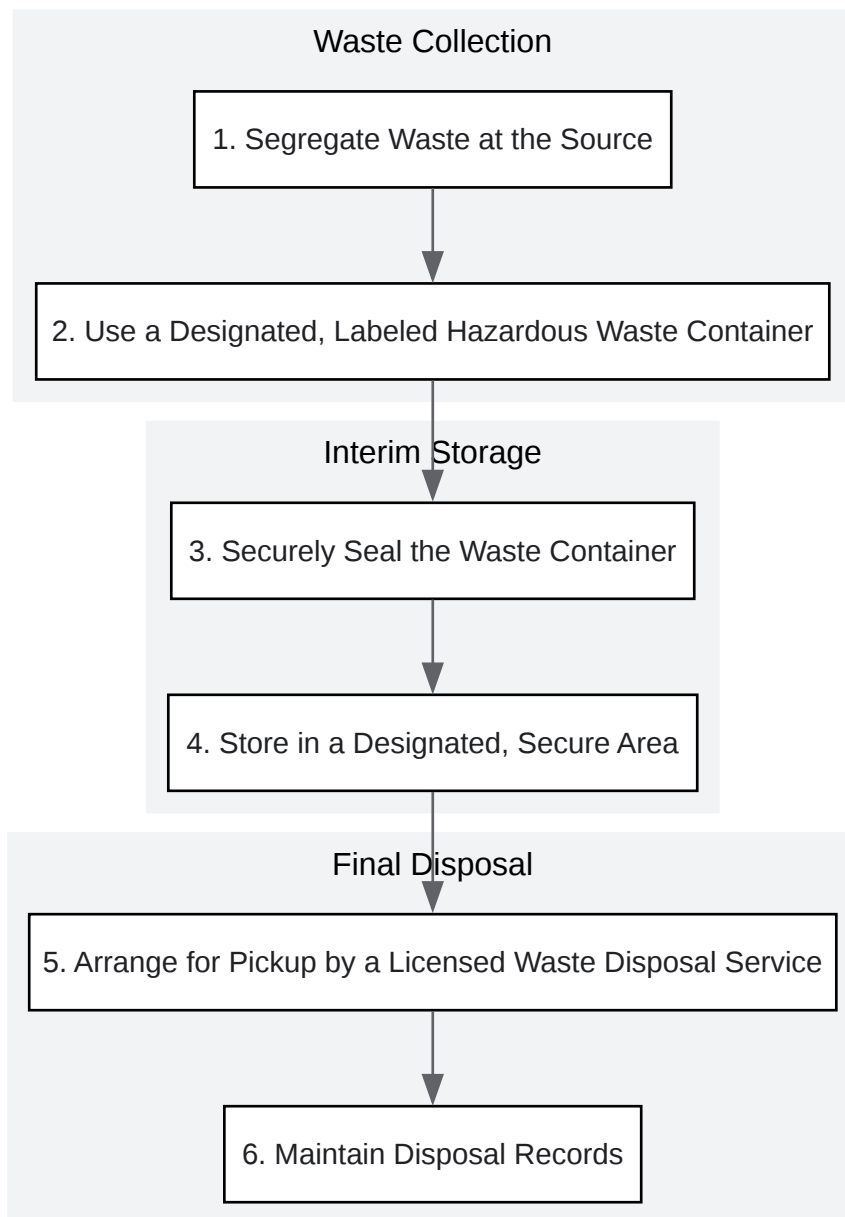 Waste Collection
1. Segregate Waste at the Source
2. Use a Designated, Labeled Hazardous Waste Container
Interim Storage
3. Securely Seal the Waste Container
4. Store in a Designated, Secure Area
Final Disposal
5. Arrange for Pickup by a Licensed Waste Disposal Service
6. Maintain Disposal Records